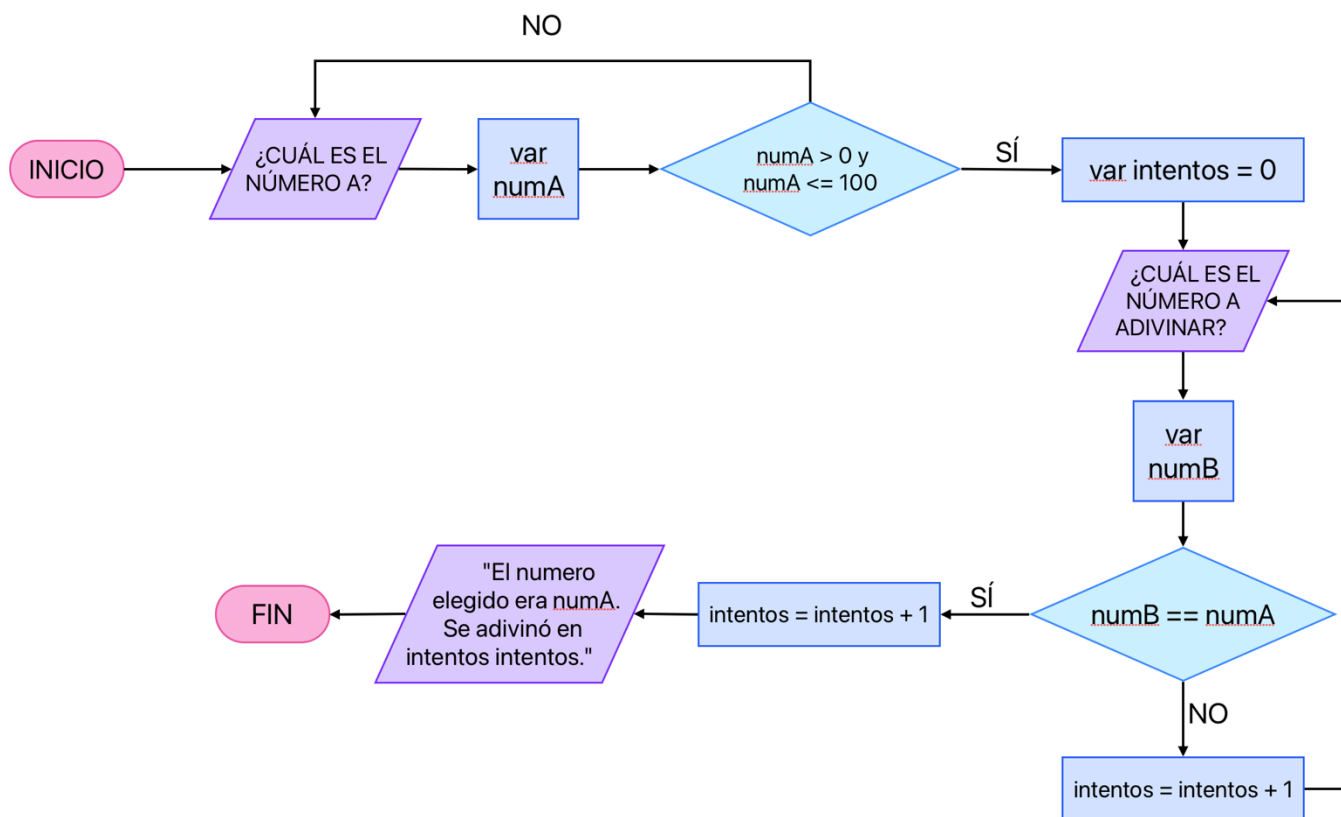 NO
INICIO
¿CUÁL ES EL
NÚMERO A?
var
numA
numA > 0 y
numA <= 100
SÍ
var intentos = 0
¿CUÁL ES EL
NÚMERO A
ADIVINAR?
var
numB
numB == numA
SÍ
intentos = intentos + 1
"El numero
elegido era numA.
Se adivinó en
intentos intentos."
FIN
NO
intentos = intentos + 1